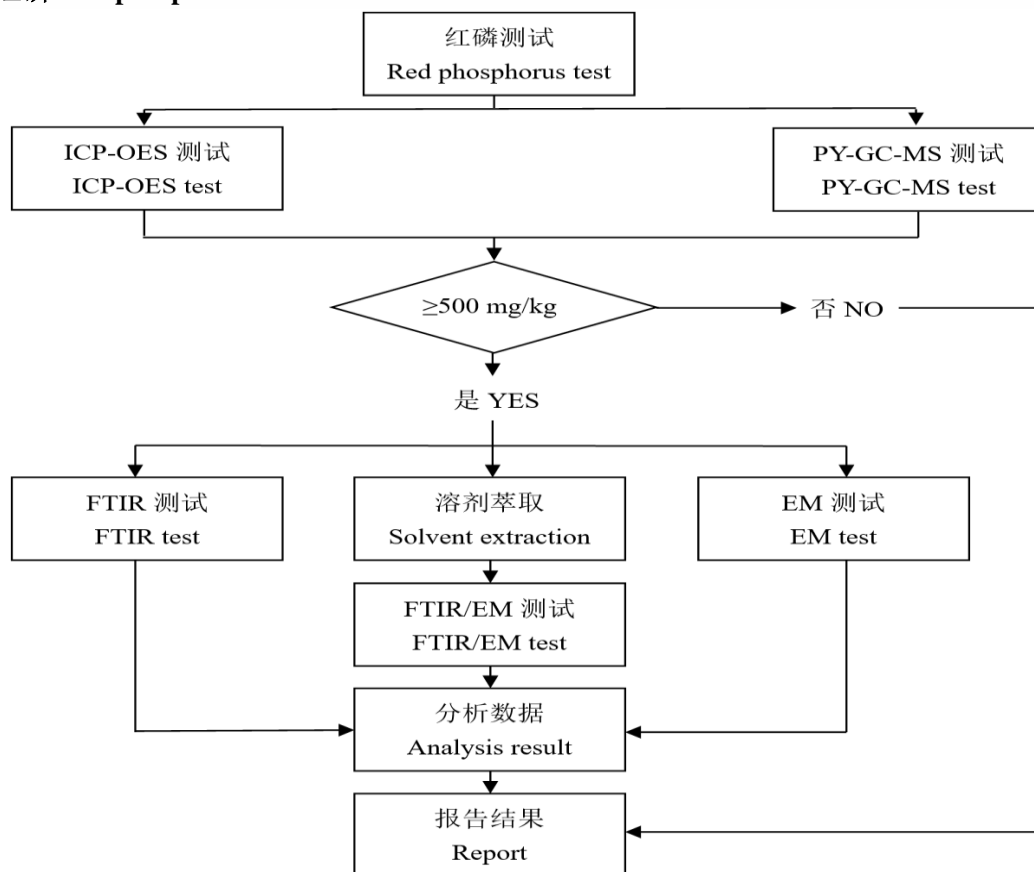 红磷测试
Red phosphorus test
ICP-OES 测试
ICP-OES test
PY-GC-MS 测试
PY-GC-MS test
≥500 mg/kg
否 NO
是 YES
FTIR 测试
FTIR test
溶剂萃取
Solvent extraction
EM 测试
EM test
FTIR/EM 测试
FTIR/EM test
分析数据
Analysis result
报告结果
Report